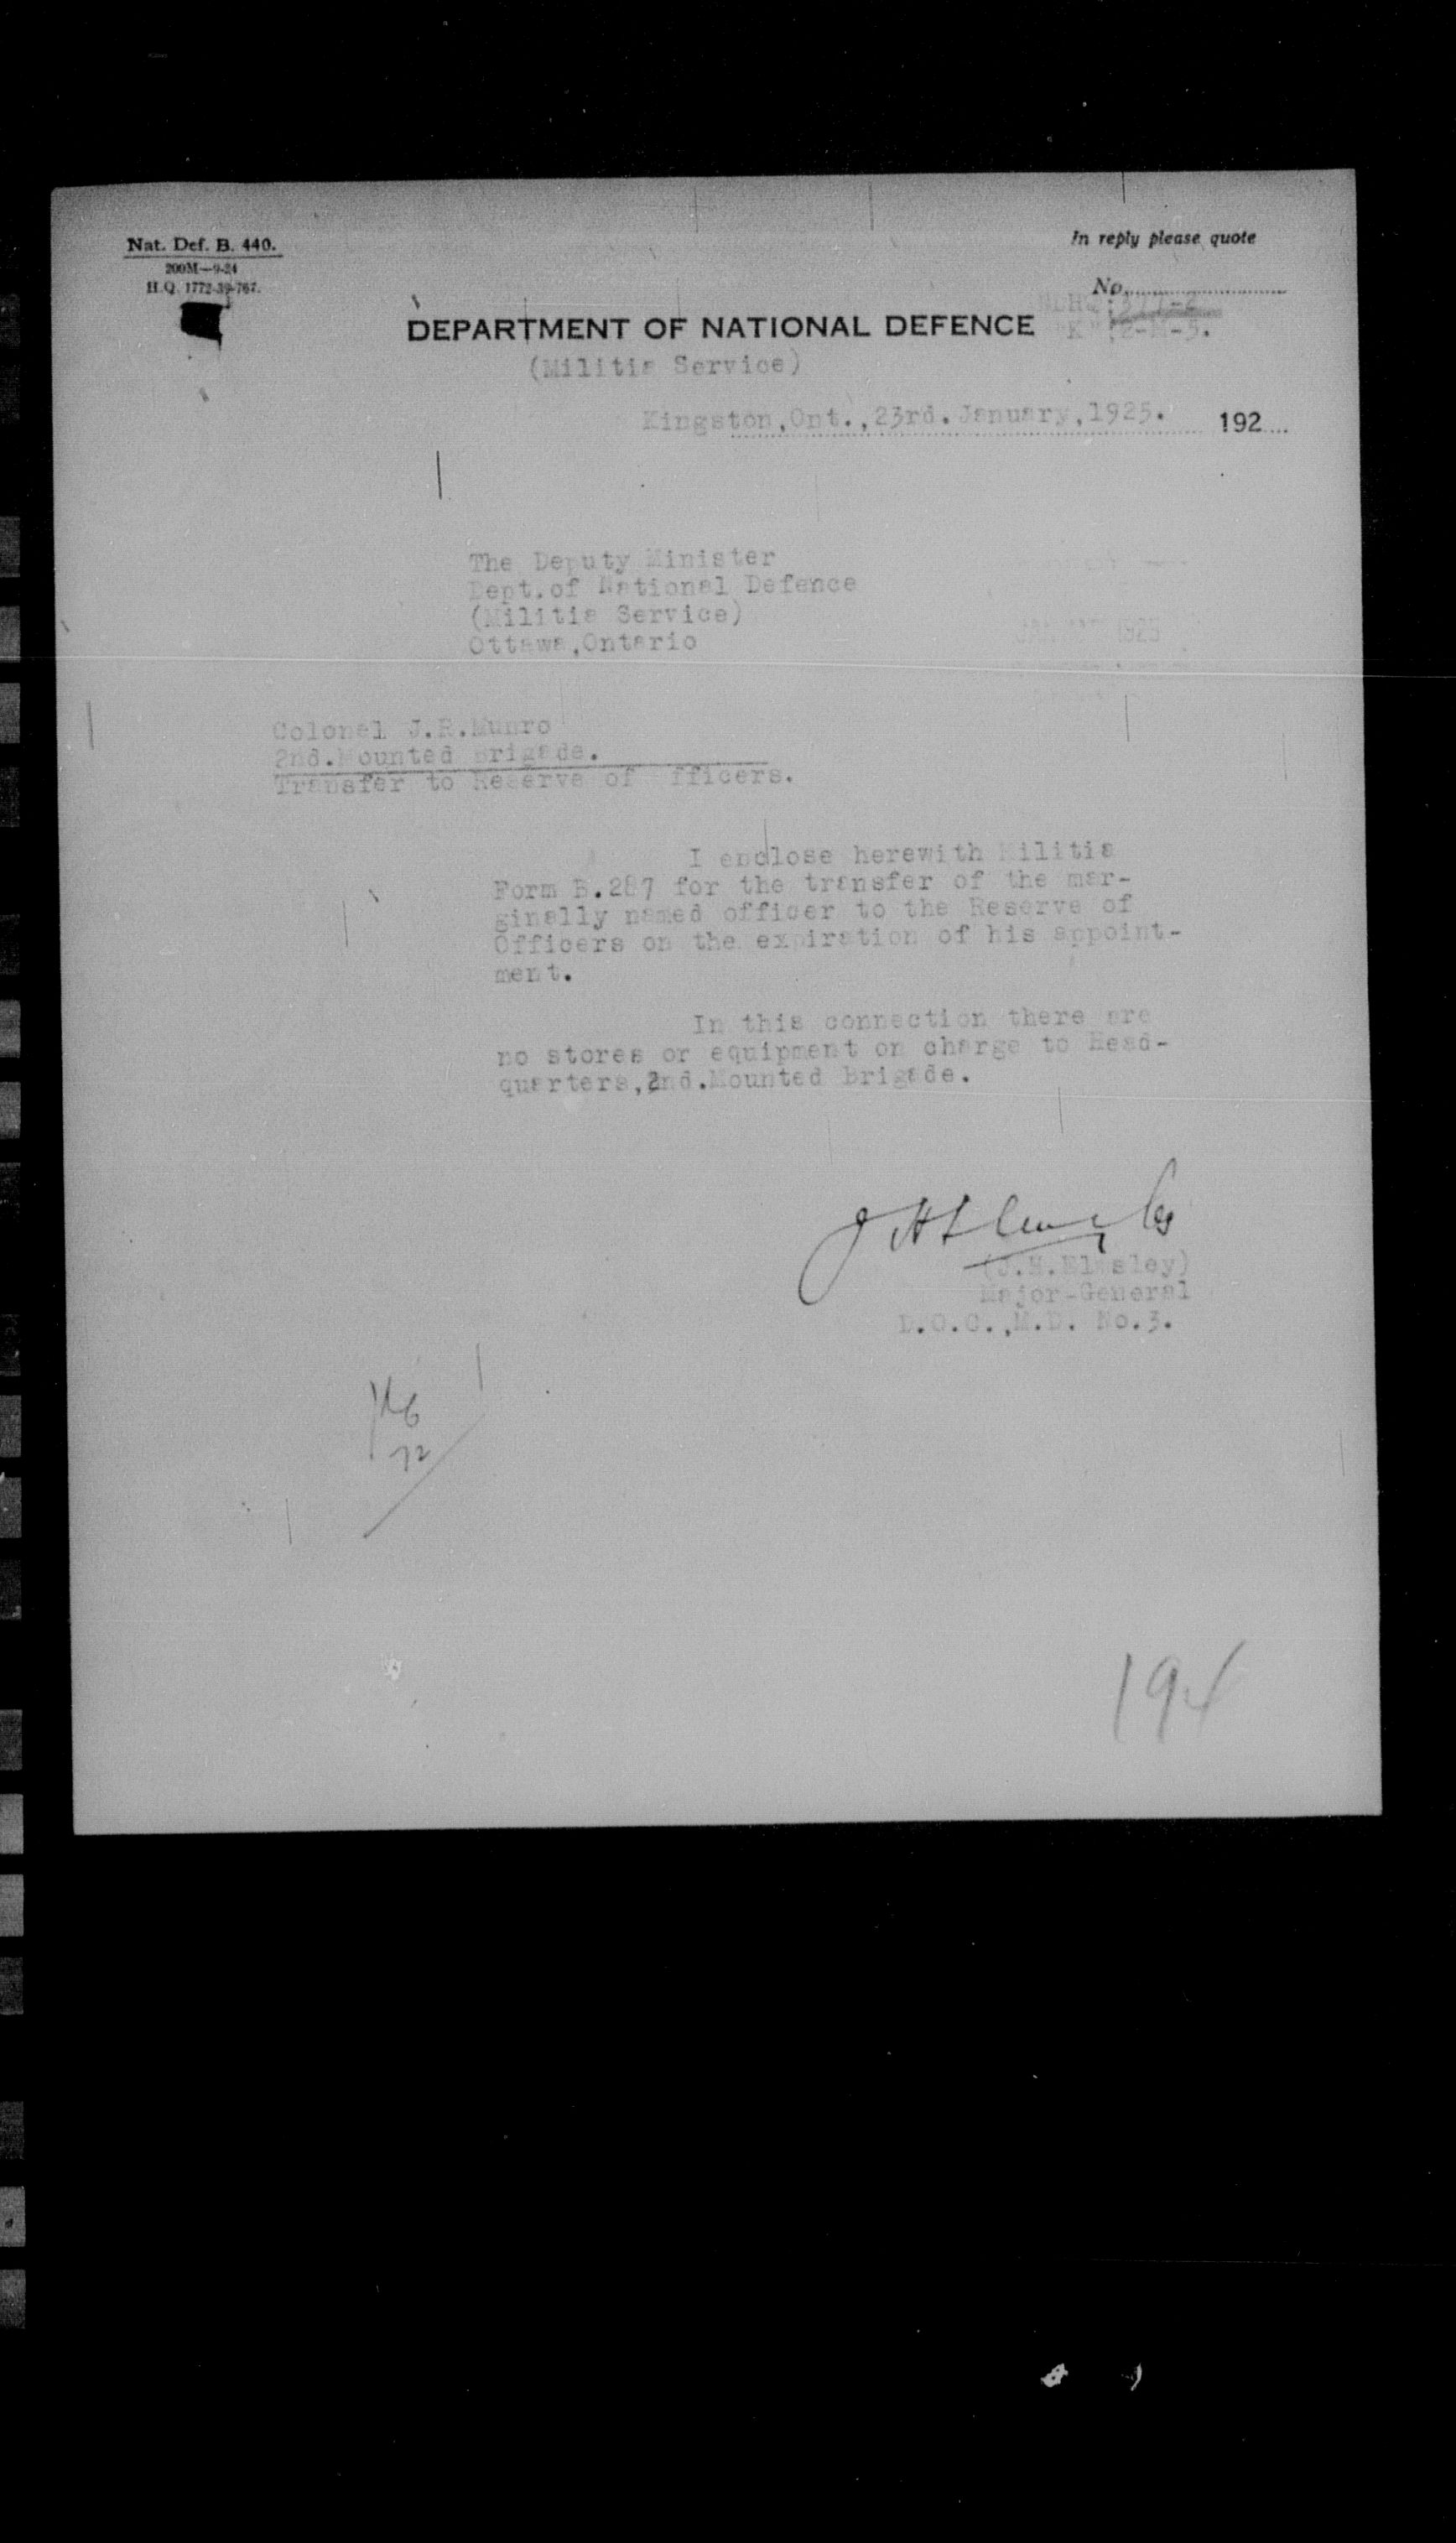 Nat. Def. B. 440.
200M—9-24
H.Q. 1772-39-767.
In reply please quote
No.
DEPARTMENT OF NATIONAL DEFENCE
(Militia Service)
Kingston,Ont.,23rd.January,1925. 192
The Deputy Minister
Dept.of National Defence
(Militia Service)
Ottawa,Ontario
1925
Colonel J.R.Munro
2nd.Mounted Brigade.
Transfer to Reserve of Officers.
I enclose herewith Militia
Form B.287 for the transfer of the mar-
ginally named officer to the Reserve of
Officers on the expiration of his appoint-
ment.
In this connection there are
no stores or equipment on charge to Head-
quarters,2nd.Mounted Brigade.
(J.H.Elmsley)
Major-General
D.O.C.,M.D. No.3.
194